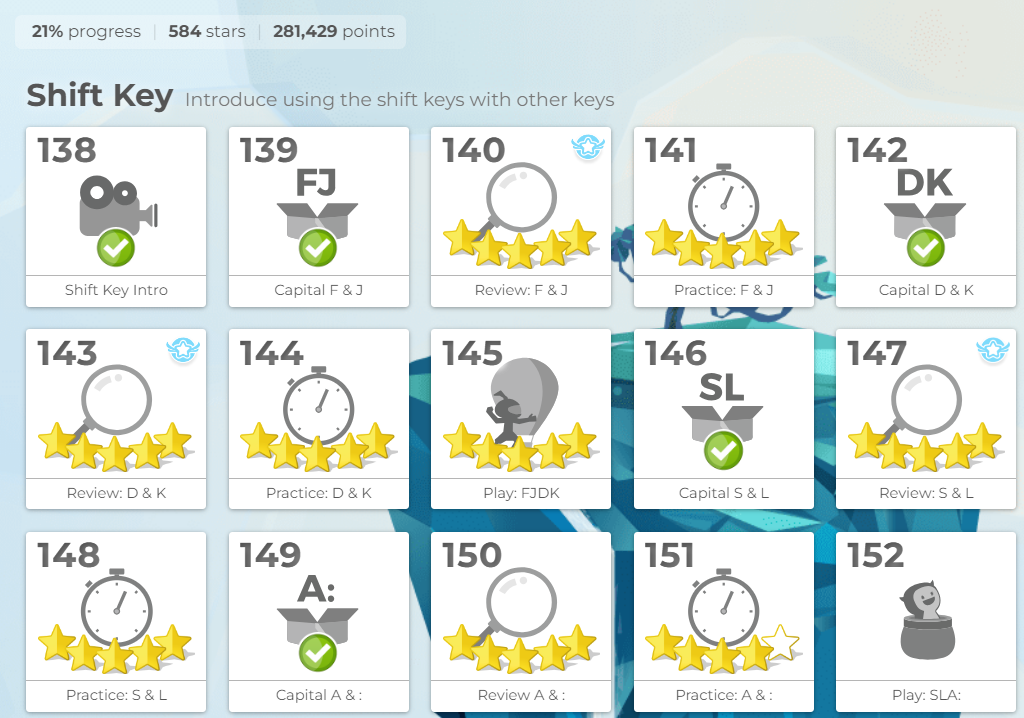 21% progress 584 stars 281,429 points
Shift Key Introduce using the shift keys with other keys
138 139 140 141 142
FJ DK
Shift Key Intro Capital F & J Review: F & J Practice: F & J Capital D & K
143 144 145 146 147
SL
Review: D & K Practice: D & K Play: FJDK Capital S & L Review: S & L
148 149 150 151 152
A:
Practice: S & L Capital A & : Review A & : Practice: A & : Play: SLA: